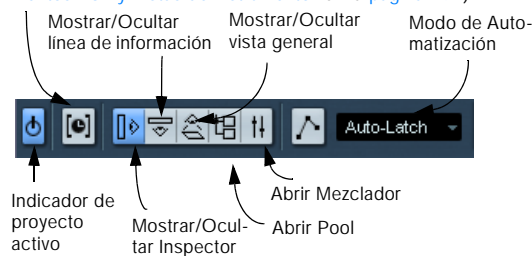 Mostrar/Ocultar
línea de información
Mostrar/Ocultar
vista general
Modo de Auto-
matización
Auto-Latch
Indicador de
proyecto
activo
Mostrar/Ocul-
tar Inspector
Abrir Pool
Abrir Mezclador